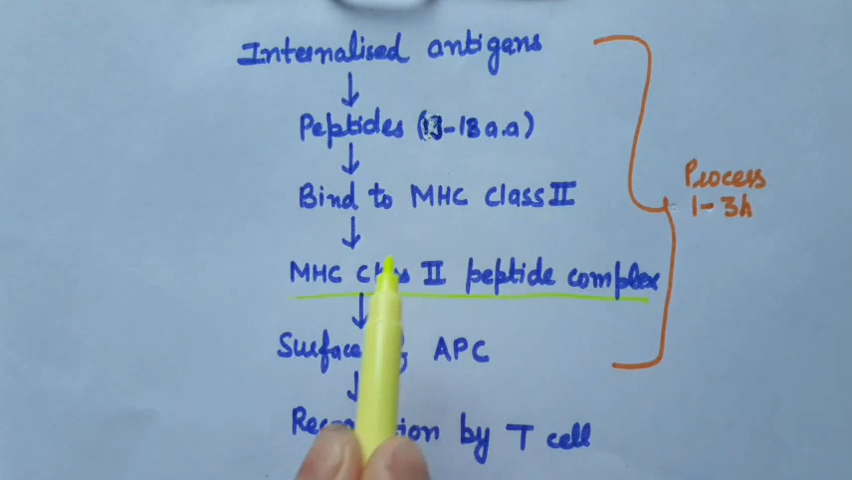 Internalised antigens
↓
Peptides (13-18 a.a)
↓
Bind to MHC Class II
↓
MHC II peptide complex
↓
Surface APC
↓
by T cell
Process
1-3h